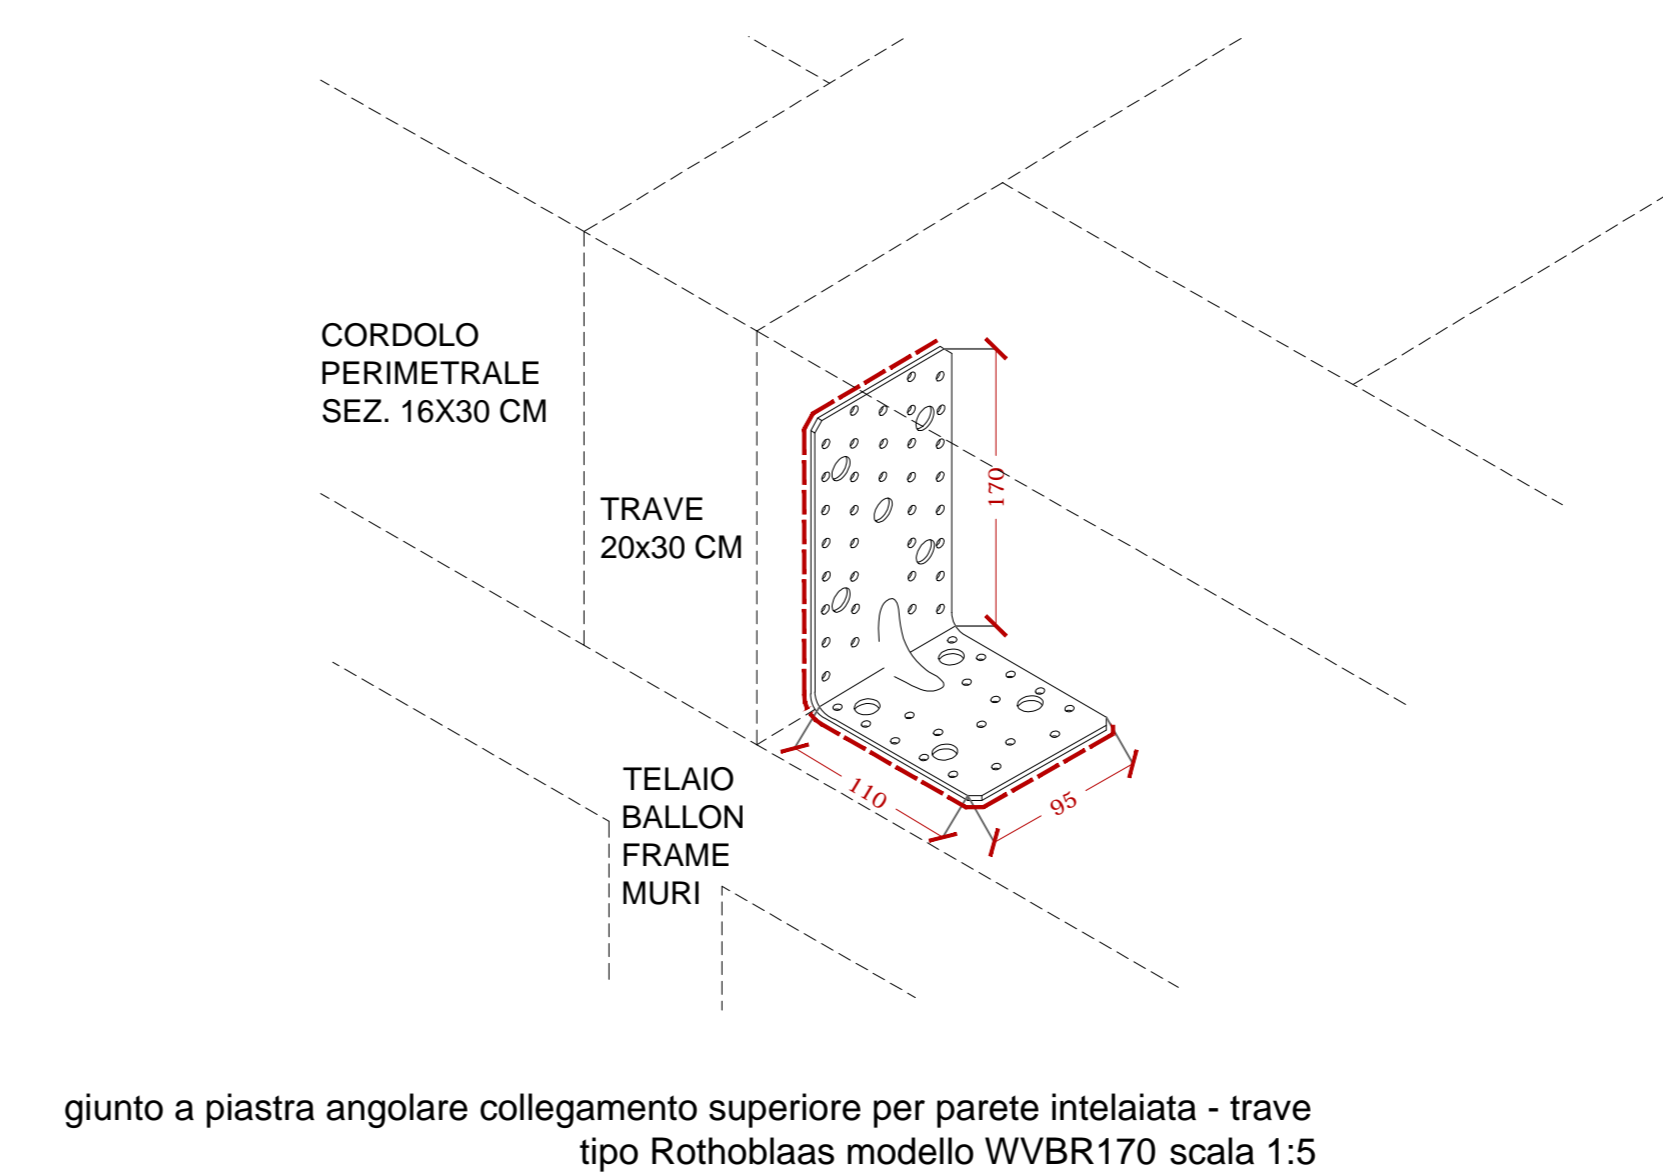 CORDOLO
PERIMETRALE
SEZ. 16X30 CM
TRAVE
20x30 CM
170
TELAIO
BALLON
FRAME
MURI
110
95
giunto a piastra angolare collegamento superiore per parete intelaiata - trave
tipo Rothoblaas modello WVBR170 scala 1:5